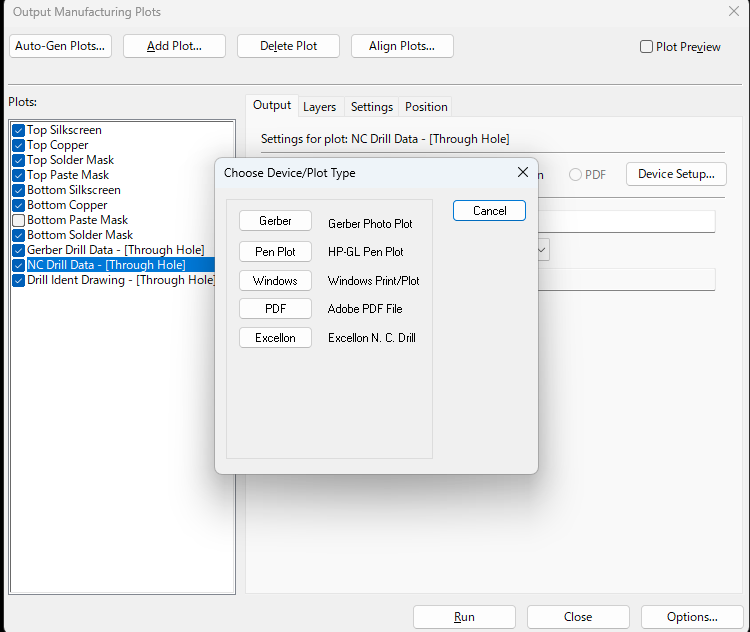 Output Manufacturing Plots
Auto-Gen Plots... Add Plot... Delete Plot Align Plots... Plot Preview
Plots:
Output Layers Settings Position
Top Silkscreen
Top Copper
Top Solder Mask
Top Paste Mask
Bottom Silkscreen
Bottom Copper
Bottom Paste Mask
Bottom Solder Mask
Gerber Drill Data - [Through Hole]
NC Drill Data - [Through Hole]
Drill Ident Drawing - [Through Hole]
Settings for plot: NC Drill Data - [Through Hole]
PDF Device Setup...
Choose Device/Plot Type
Cancel
Gerber Gerber Photo Plot
Pen Plot HP-GL Pen Plot
Windows Windows Print/Plot
PDF Adobe PDF File
Excellon Excellon N. C. Drill
Run Close Options...